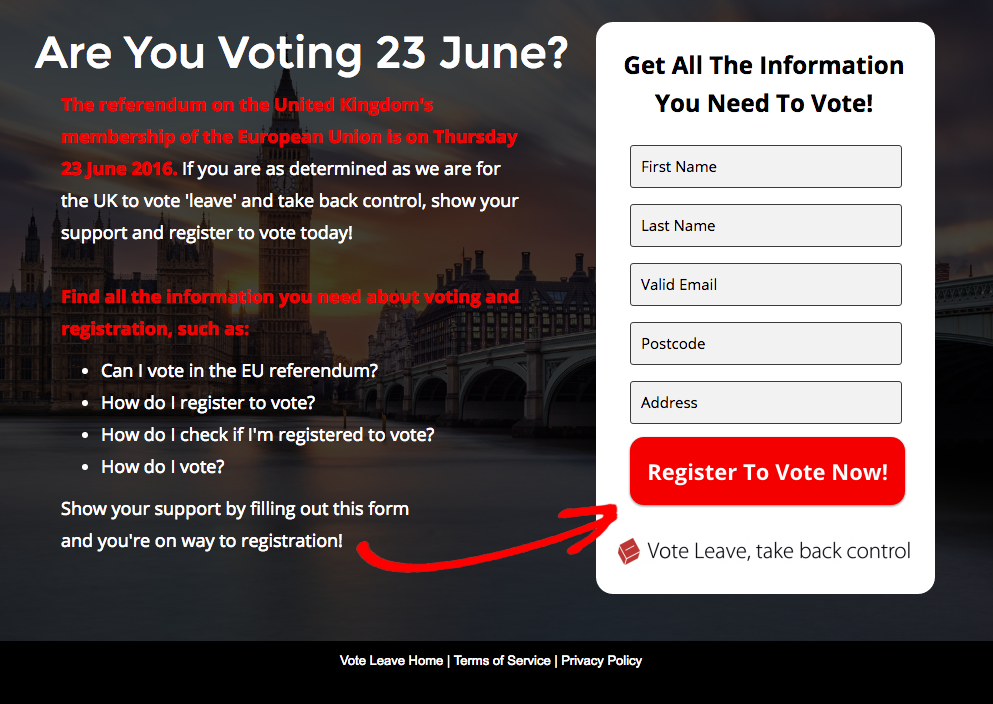 Are You Voting 23 June?
The referendum on the United Kingdom's
membership of the European Union is on Thursday
23 June 2016. If you are as determined as we are for
the UK to vote 'leave' and take back control, show your
support and register to vote today!
Find all the information you need about voting and
registration, such as:
• Can I vote in the EU referendum?
• How do I register to vote?
• How do I check if I'm registered to vote?
• How do I vote?
Show your support by filling out this form
and you're on way to registration!
Get All The Information
You Need To Vote!
First Name
Last Name
Valid Email
Postcode
Address
Register To Vote Now!
Vote Leave, take back control
Vote Leave Home | Terms of Service | Privacy Policy